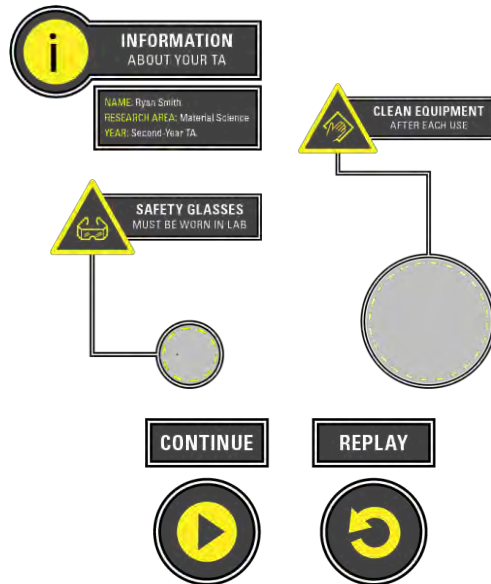 i
INFORMATION
ABOUT YOUR TA
NAME: Ryan Smith
RESEARCH AREA: Material Science
YEAR: Second-Year TA
CLEAN EQUIPMENT
AFTER EACH USE
SAFETY GLASSES
MUST BE WORN IN LAB
CONTINUE
REPLAY